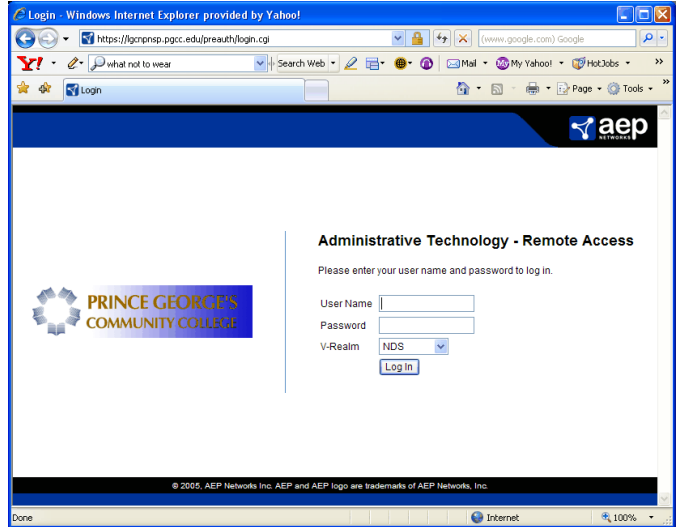 Login - Windows Internet Explorer provided by Yahoo!
https://lgcnpnsp.pgcc.edu/preauth/login.cgi
(www.google.com) Google
Y!
what not to wear
Search Web
Mail
My Yahoo!
HotJobs
»
Login
Page
Tools
»
aep
NETWORKS
Administrative Technology - Remote Access
Please enter your user name and password to log in.
PRINCE GEORGE'S
COMMUNITY COLLEGE
User Name
Password
V-Realm
NDS
Log In
© 2005, AEP Networks Inc. AEP and AEP logo are trademarks of AEP Networks, Inc.
Done
Internet
100%